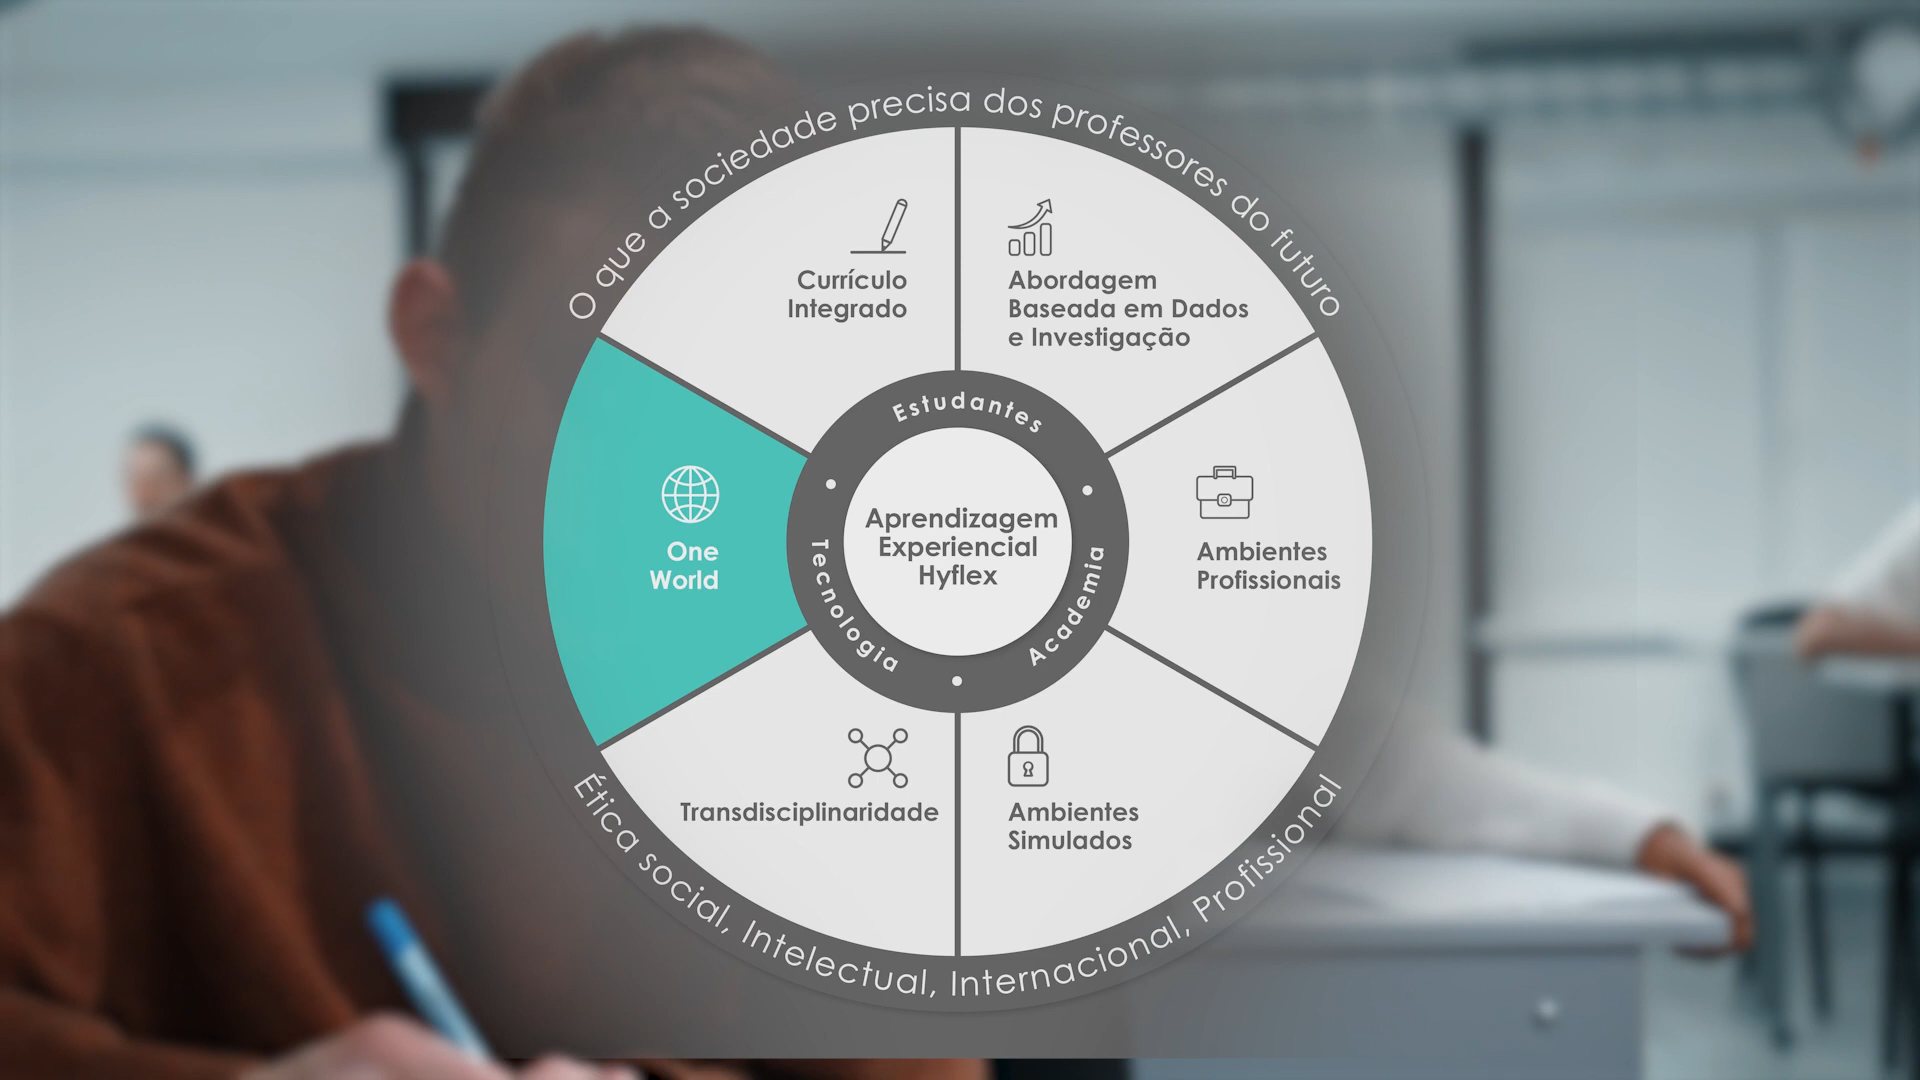 O que a sociedade precisa dos professores do futuro
Currículo
Integrado
Abordagem
Baseada em Dados
e Investigação
One
World
Estudantes
Tecnologia
Academia
Aprendizagem
Experiencial
Hyflex
Ambientes
Profissionais
Transdisciplinaridade
Ambientes
Simulados
Ética social, Intelectual, Internacional, Profissional